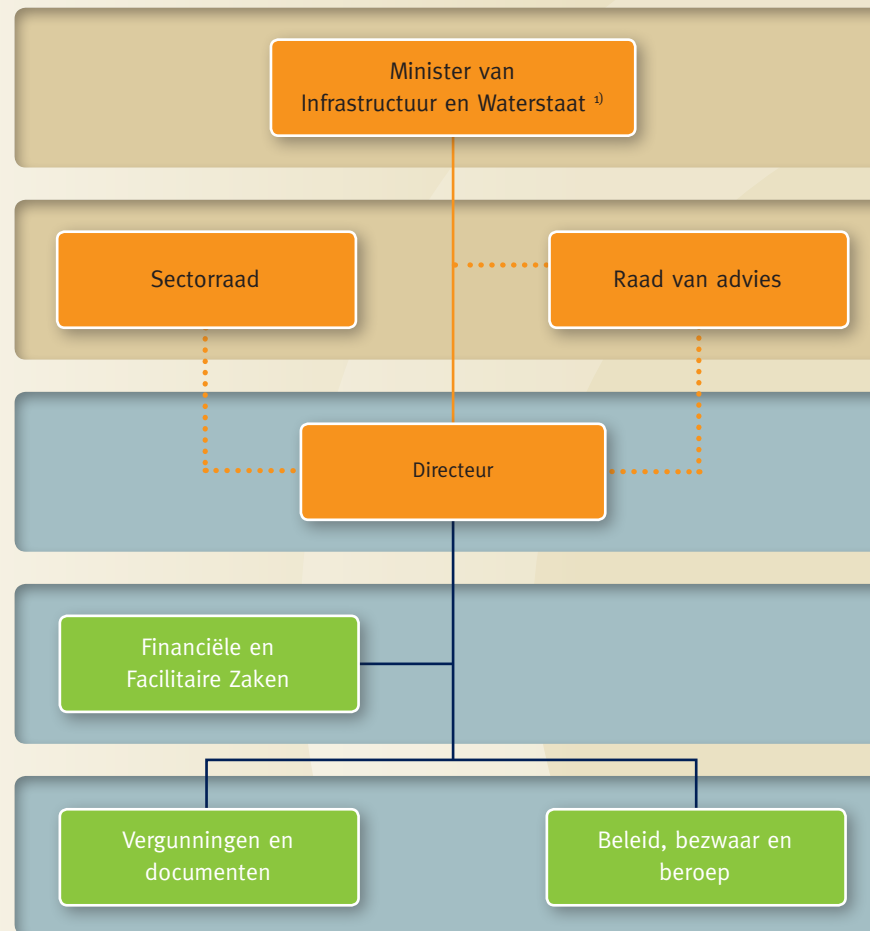 Minister van
Infrastructuur en Waterstaat ¹⁾
Sectorraad
Raad van advies
Directeur
Financiële en
Facilitaire Zaken
Vergunningen en
documenten
Beleid, bezwaar en
beroep